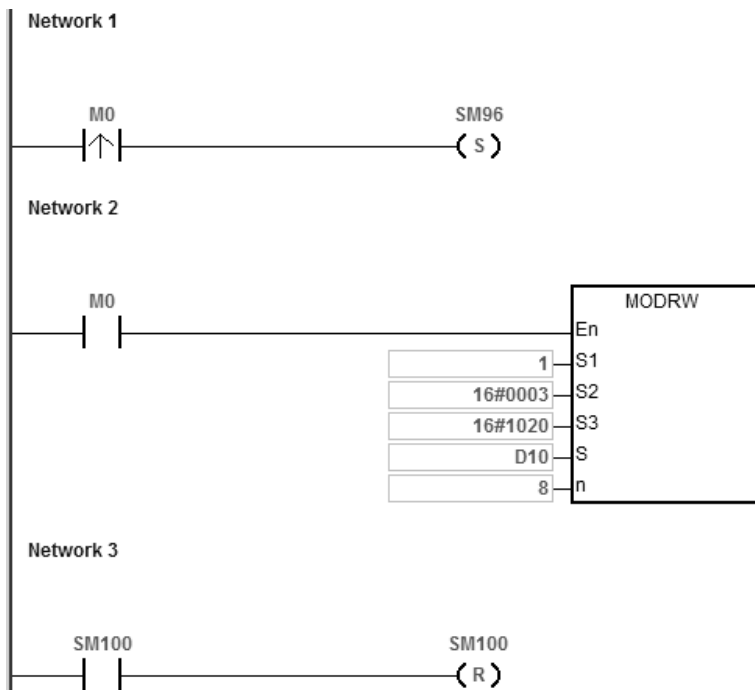 Network 1
M0 SM96
S
Network 2
M0 MODRW
En
1 S1
16#0003 S2
16#1020 S3
D10 S
8 n
Network 3
SM100 SM100
R